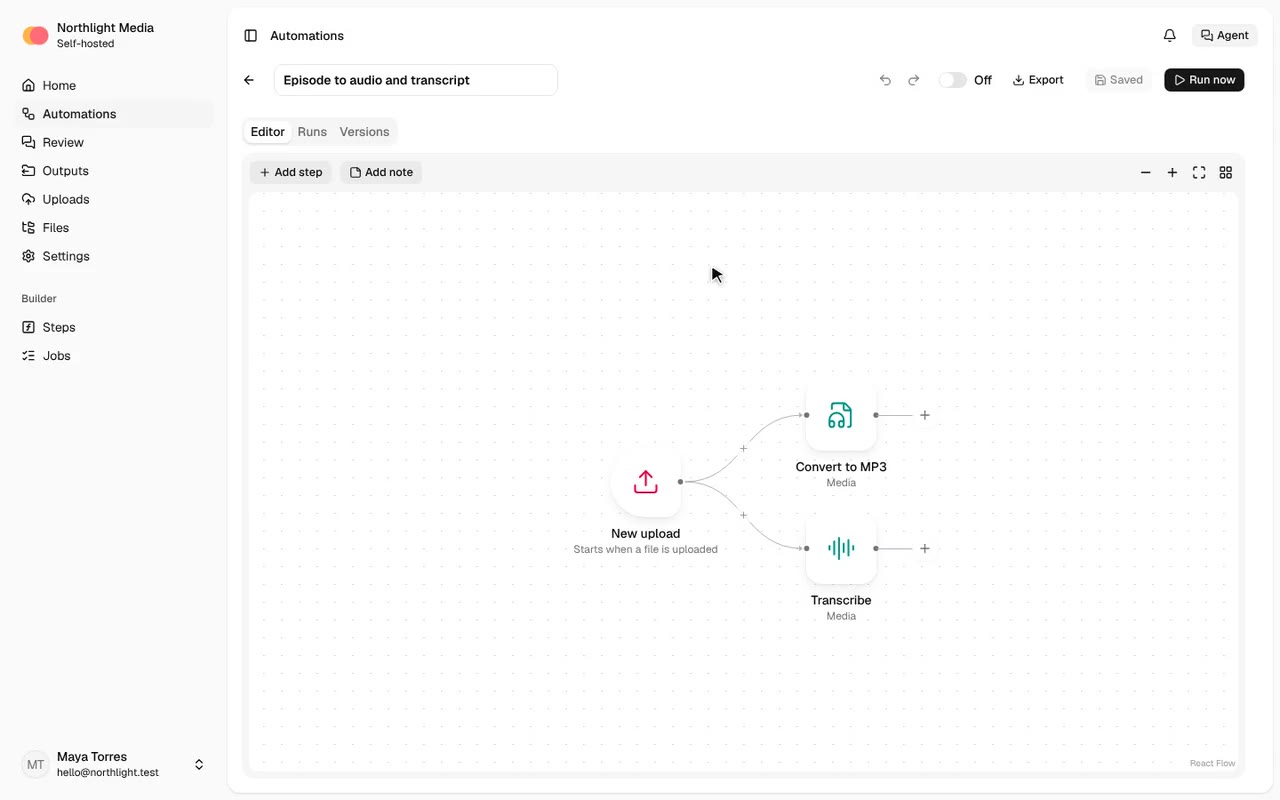 Northlight Media
Self-hosted
Home
Automations
Review
Outputs
Uploads
Files
Settings
Builder
Steps
Jobs
MT
Maya Torres
hello@northlight.test
Automations
Agent
Episode to audio and transcript
Off
Export
Saved
Run now
Editor
Runs
Versions
Add step
Add note
Convert to MP3
Media
New upload
Starts when a file is uploaded
Transcribe
Media
React Flow